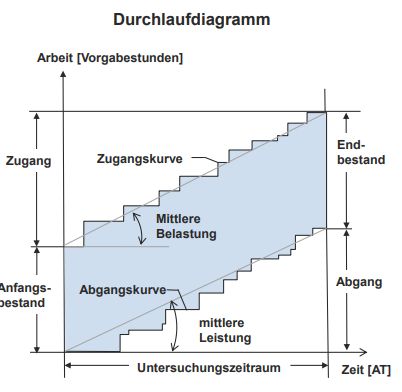 Durchlaufdiagramm
Arbeit [Vorgabestunden]
Zugang
Zugangskurve
End-
bestand
Mittlere
Belastung
Anfangs-
bestand
Abgangskurve
Abgang
mittlere
Leistung
Untersuchungszeitraum
Zeit [AT]